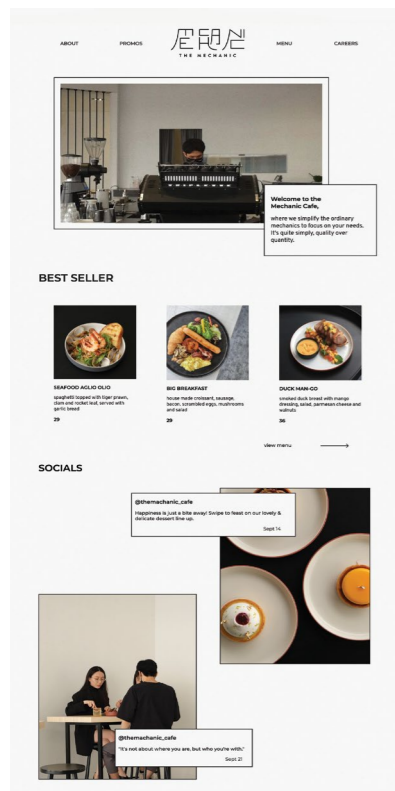 ABOUT
PROMOS
ME CHA NIC
THE MECHANIC
MENU
CAREERS
Welcome to the
Mechanic Cafe,
where we simplify the ordinary
mechanics to focus on your needs.
It's quite simply, quality over
quantity.
BEST SELLER
SEAFOOD AGLIO OLIO
spaghetti topped with tiger prawn,
clam and rocket leaf, served with
garlic bread
29
BIG BREAKFAST
house made croissant, sausage,
bacon, scrambled eggs, mushrooms
and salad
29
DUCK MAN-GO
smoked duck breast with mango
dressing, salad, parmesan cheese and
walnuts
36
view menu
SOCIALS
@themachanic_cafe
Happiness is just a bite away! Swipe to feast on our lovely &
delicate dessert line up.
Sept 14
@themachanic_cafe
"It's not about where you are, but who you're with."
Sept 21